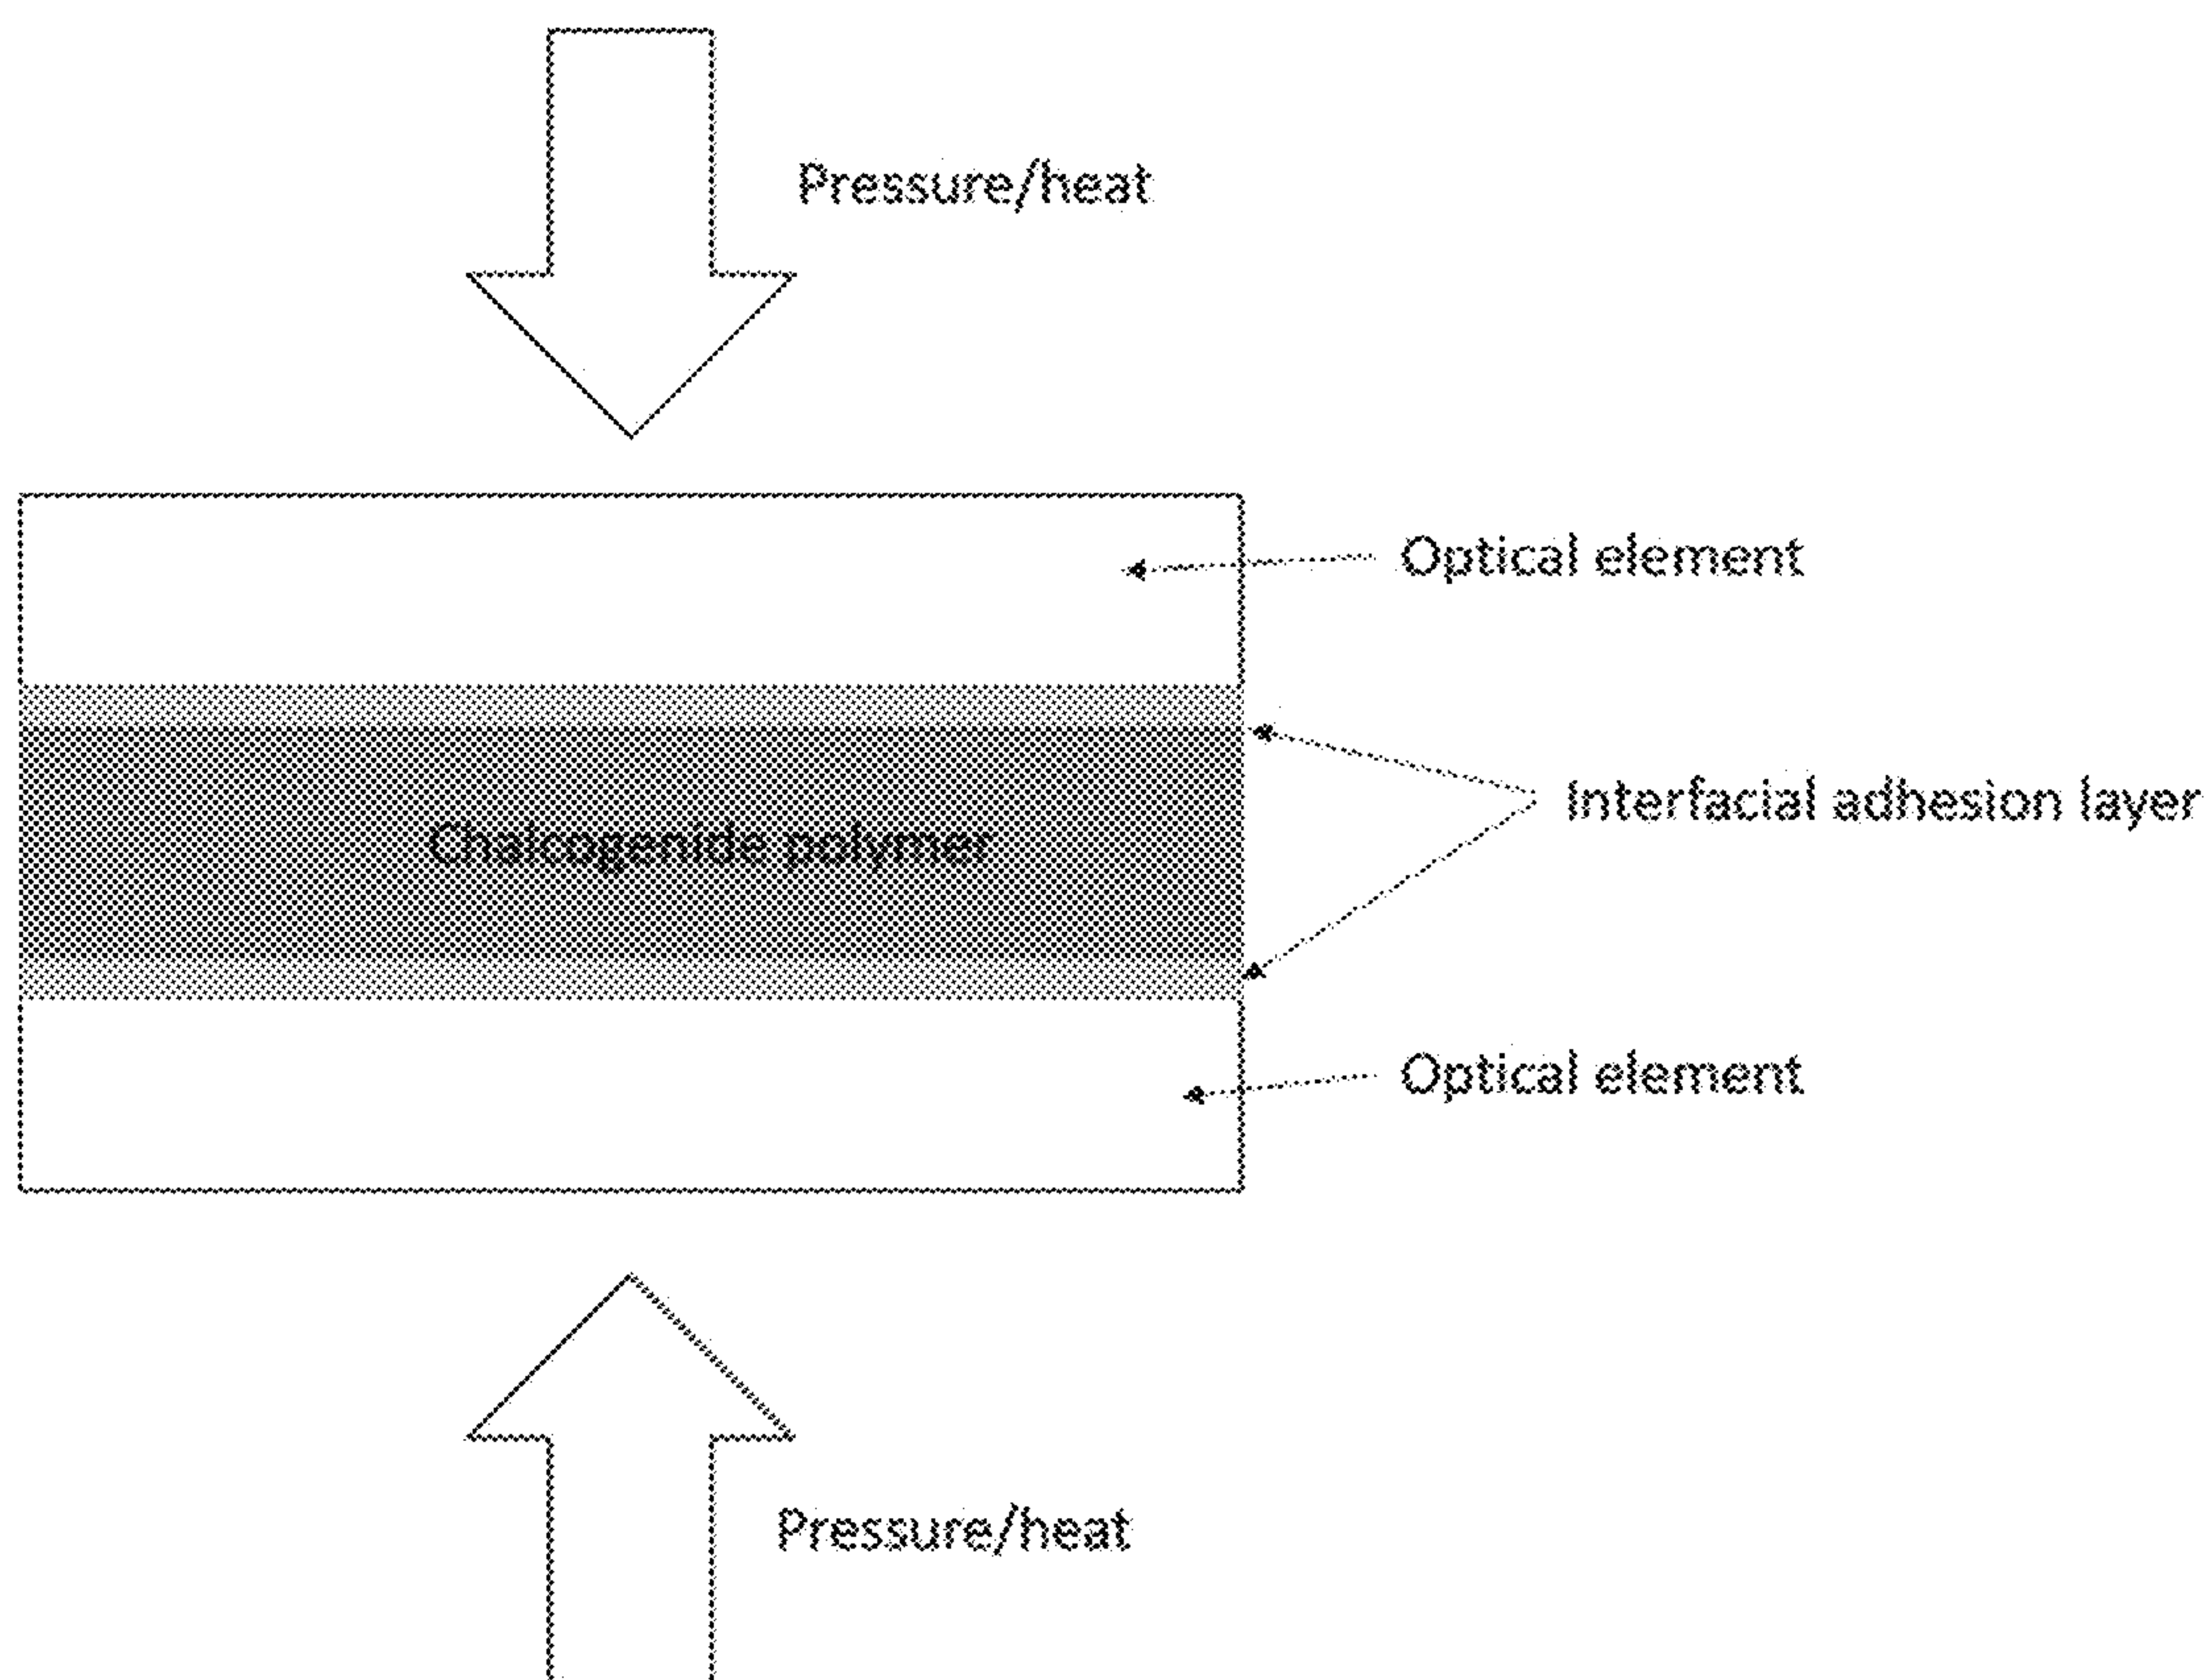 Pressure/heat
Optical element
Interfacial adhesion layer
Chalcogenide polymer
Optical element
Pressure/heat